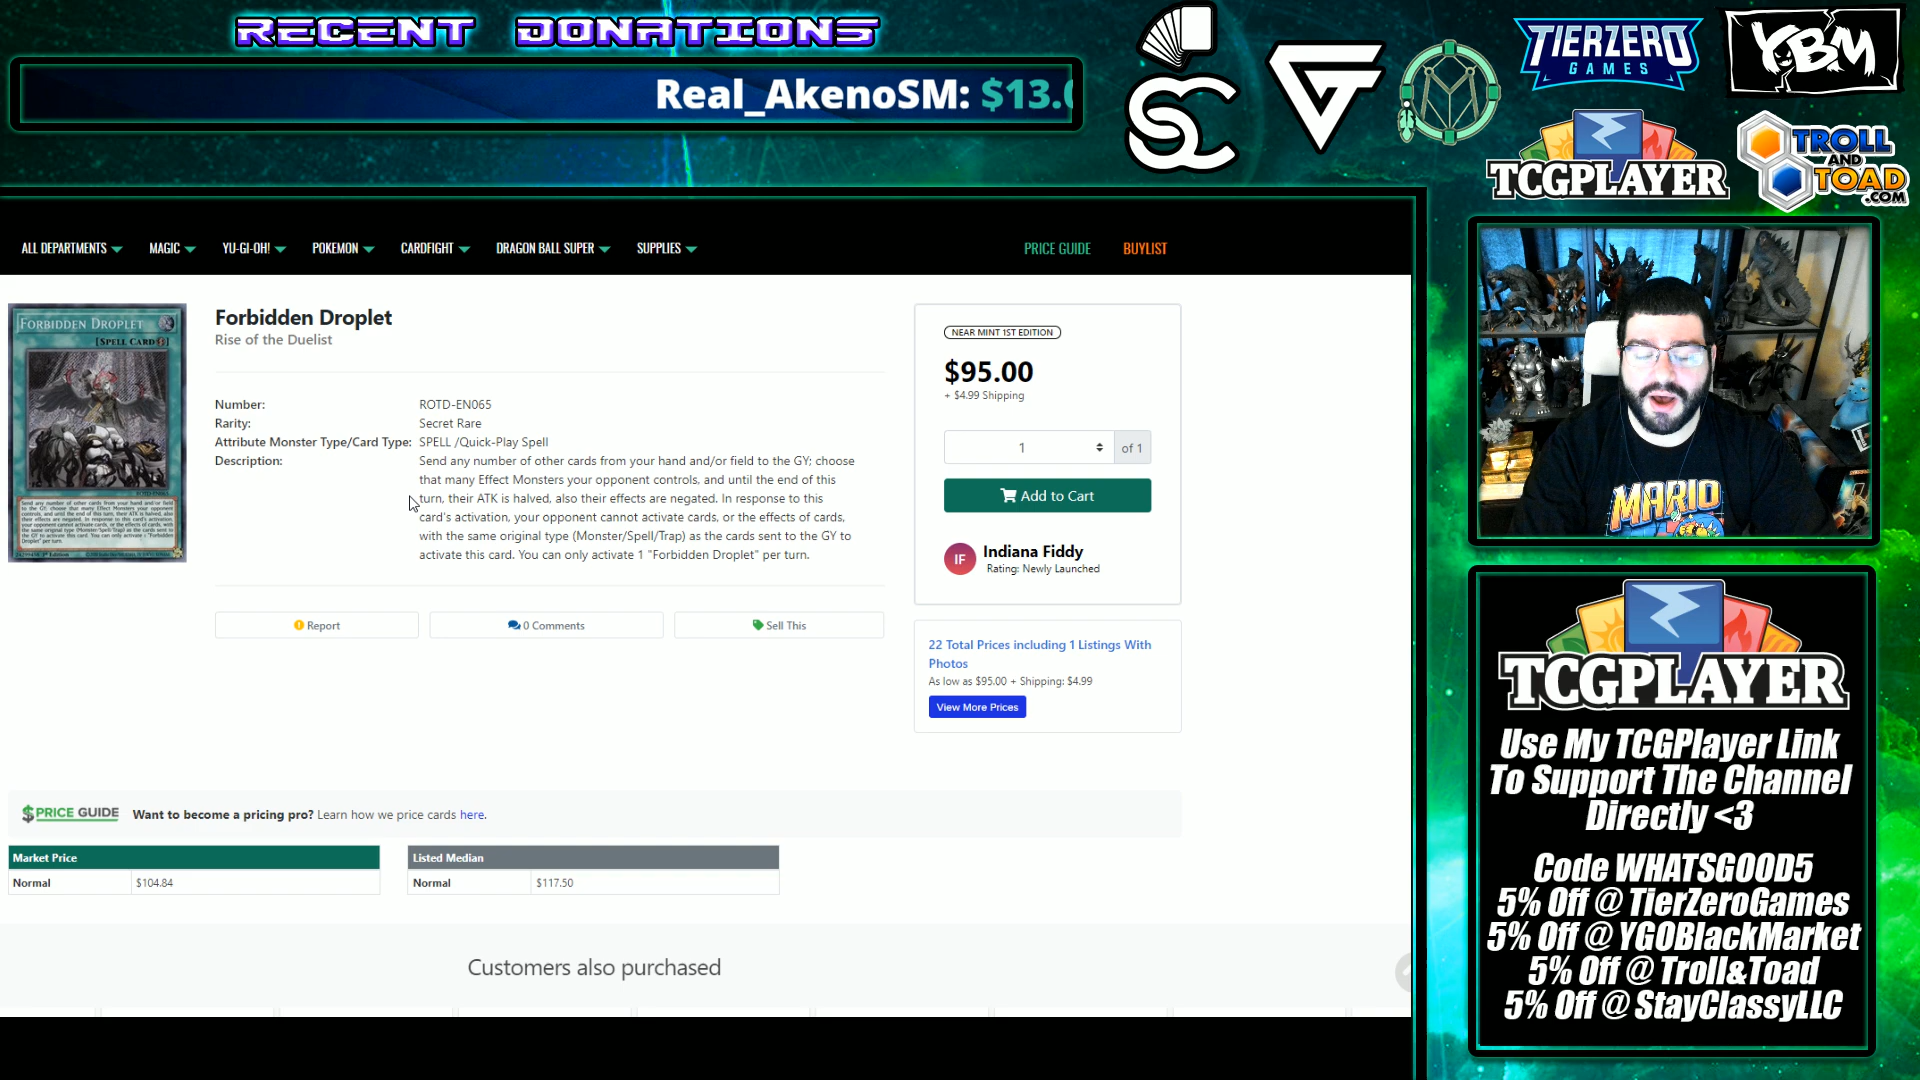 RECENT DONATIONS
Real_AkenoSM: $13.0
SC
TIERZERO
GAMES
YBM
TCGPLAYER
TROLL
AND
TOAD
.COM
ALL DEPARTMENTS
MAGIC
YU-GI-OH!
POKEMON
CARDFIGHT
DRAGON BALL SUPER
SUPPLIES
PRICE GUIDE
BUYLIST
FORBIDDEN DROPLET
[SPELL CARD]
ROTD-EN065
Forbidden Droplet
Rise of the Duelist
Number: ROTD-EN065
Rarity: Secret Rare
Attribute Monster Type/Card Type: SPELL /Quick-Play Spell
Description: Send any number of other cards from your hand and/or field to the GY; choose
that many Effect Monsters your opponent controls, and until the end of this
turn, their ATK is halved, also their effects are negated. In response to this
card's activation, your opponent cannot activate cards, or the effects of cards,
with the same original type (Monster/Spell/Trap) as the cards sent to the GY to
activate this card. You can only activate 1 "Forbidden Droplet" per turn.
Report
0 Comments
Sell This
NEAR MINT 1ST EDITION
$95.00
+ $4.99 Shipping
1 of 1
Add to Cart
IF
Indiana Fiddy
Rating: Newly Launched
22 Total Prices including 1 Listings With
Photos
As low as $95.00 + Shipping: $4.99
View More Prices
$PRICE GUIDE Want to become a pricing pro? Learn how we price cards here.
Market Price
Normal $104.84
Listed Median
Normal $117.50
Customers also purchased
MARIO
TCGPLAYER
Use My TCGPlayer Link
To Support The Channel
Directly <3
Code WHATSGOOD5
5% Off @ TierZeroGames
5% Off @ YGOBlackMarket
5% Off @ Troll&Toad
5% Off @ StayClassyLLC